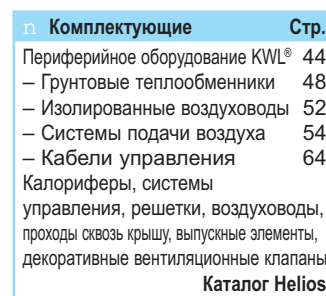 n Комплектующие Стр.
Периферийное оборудование KWL® 44
– Грунтовые теплообменники 48
– Изолированные воздуховоды 52
– Системы подачи воздуха 54
– Кабели управления 64
Калориферы, системы
управления, решетки, воздуховоды,
проходы сквозь крышу, выпускные элементы,
декоративные вентиляционные клапаны
Каталог Helios